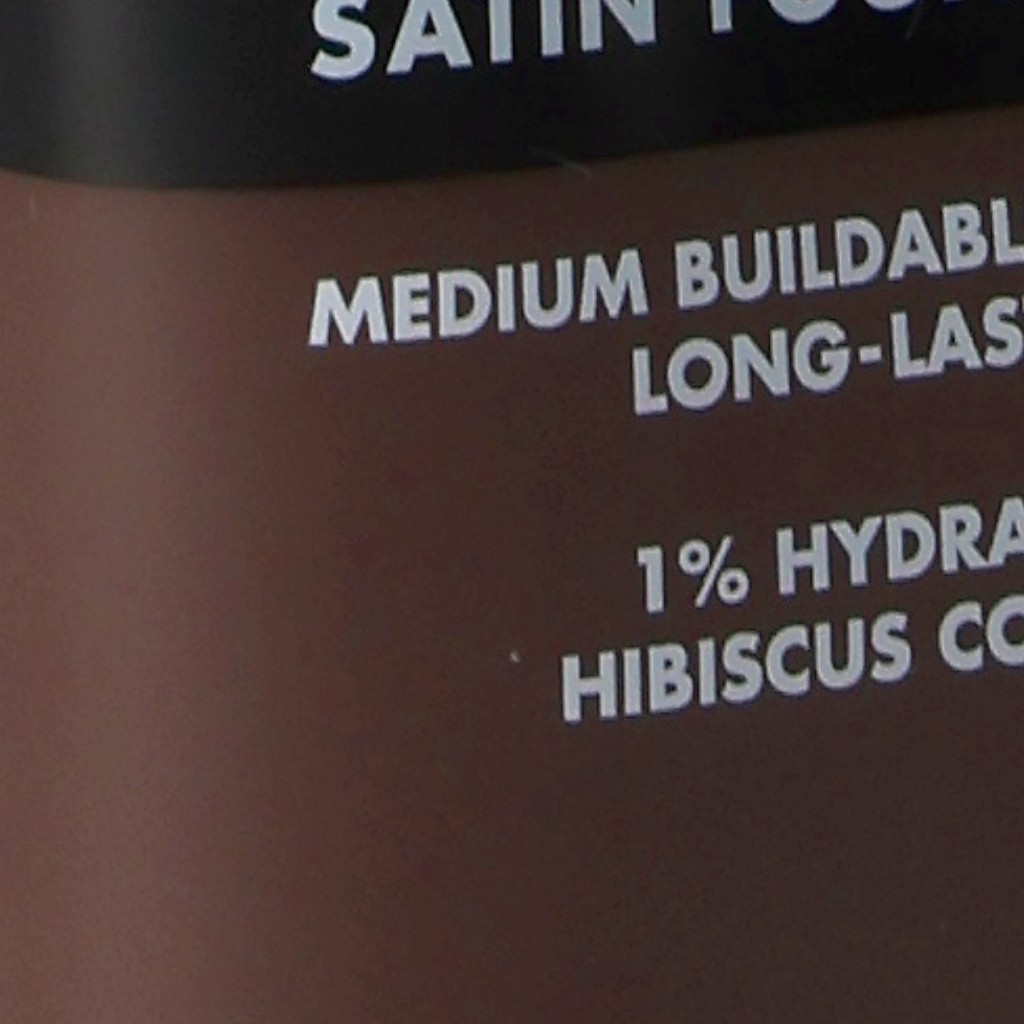 SATIN
MEDIUM BUILDABL
LONG-LAS
1% HYDRA
HIBISCUS CO